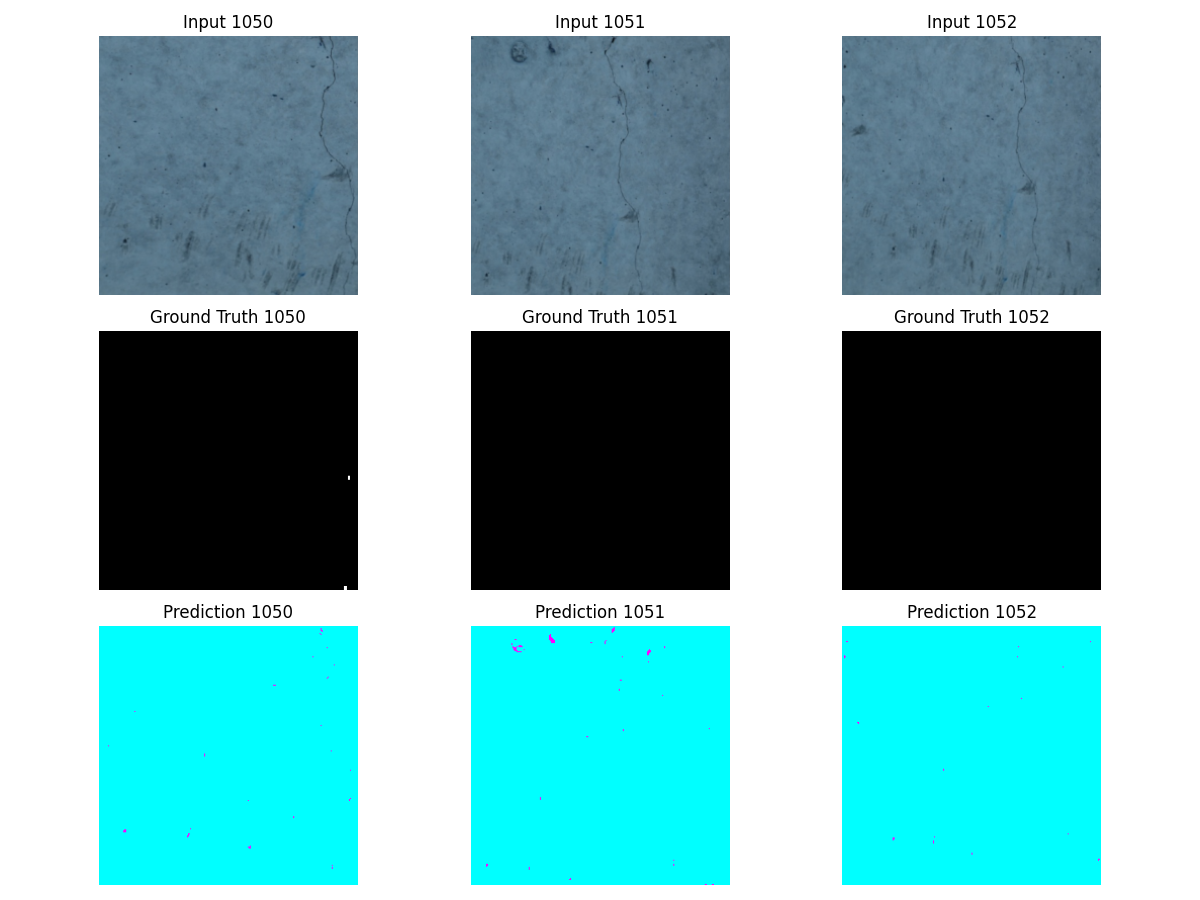 Input 1050
Input 1051
Input 1052
Ground Truth 1050
Ground Truth 1051
Ground Truth 1052
Prediction 1050
Prediction 1051
Prediction 1052